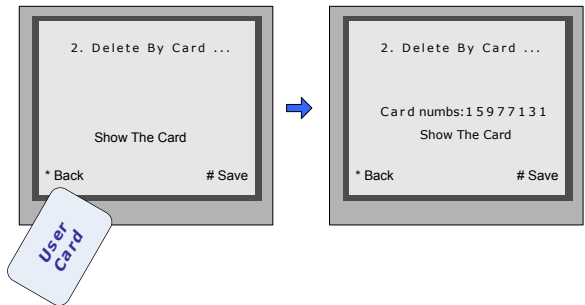 2. Delete By Card ...
Show The Card
* Back # Save
User
Card
2. Delete By Card ...
Card numbs:15977131
Show The Card
* Back # Save